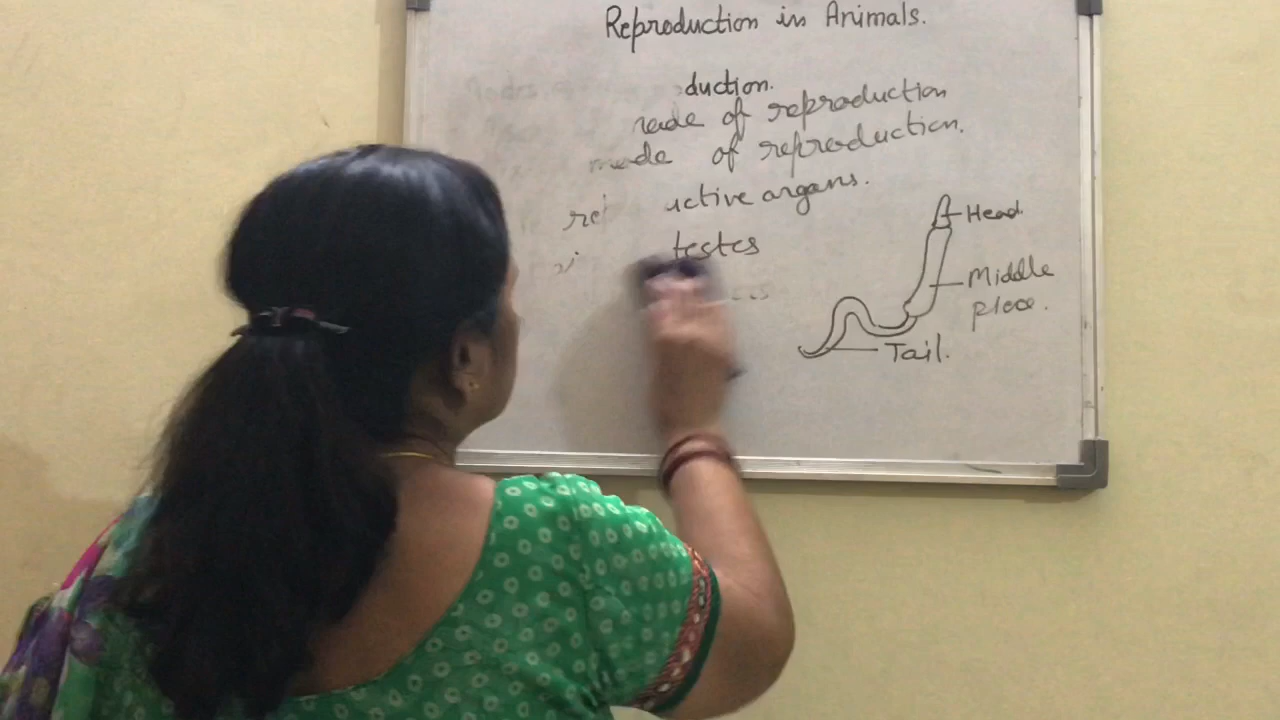 Reproduction in Animals.
duction.
mode of reproduction
mode of reproduction.
uctive organs.
testes
Head
Middle
piece.
Tail.